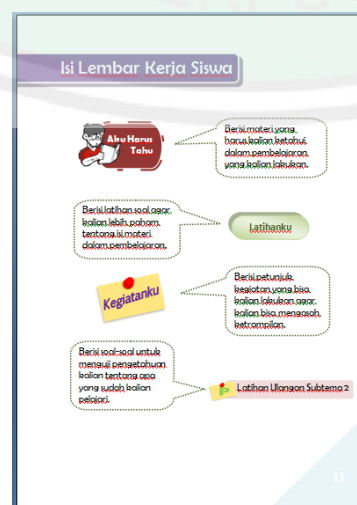 Isi Lembar Kerja Siswa
Aku Harus
Tahu
Berisi materi yang
harus kalian ketahui
dalam pembelajaran
yang kalian lakukan.
Berisi latihan soal agar
kalian lebih paham
tentang isi materi
dalam pembelajaran.
Latihanku
Kegiatanku
Berisi petunjuk
kegiatan yang bisa
kalian lakukan agar
kalian bisa mengasah
ketrampilan.
Berisi soal-soal untuk
menguji pengetahuan
kalian tentang apa
yang sudah kalian
pelajari.
Latihan Ulangan Subtema 2
ii